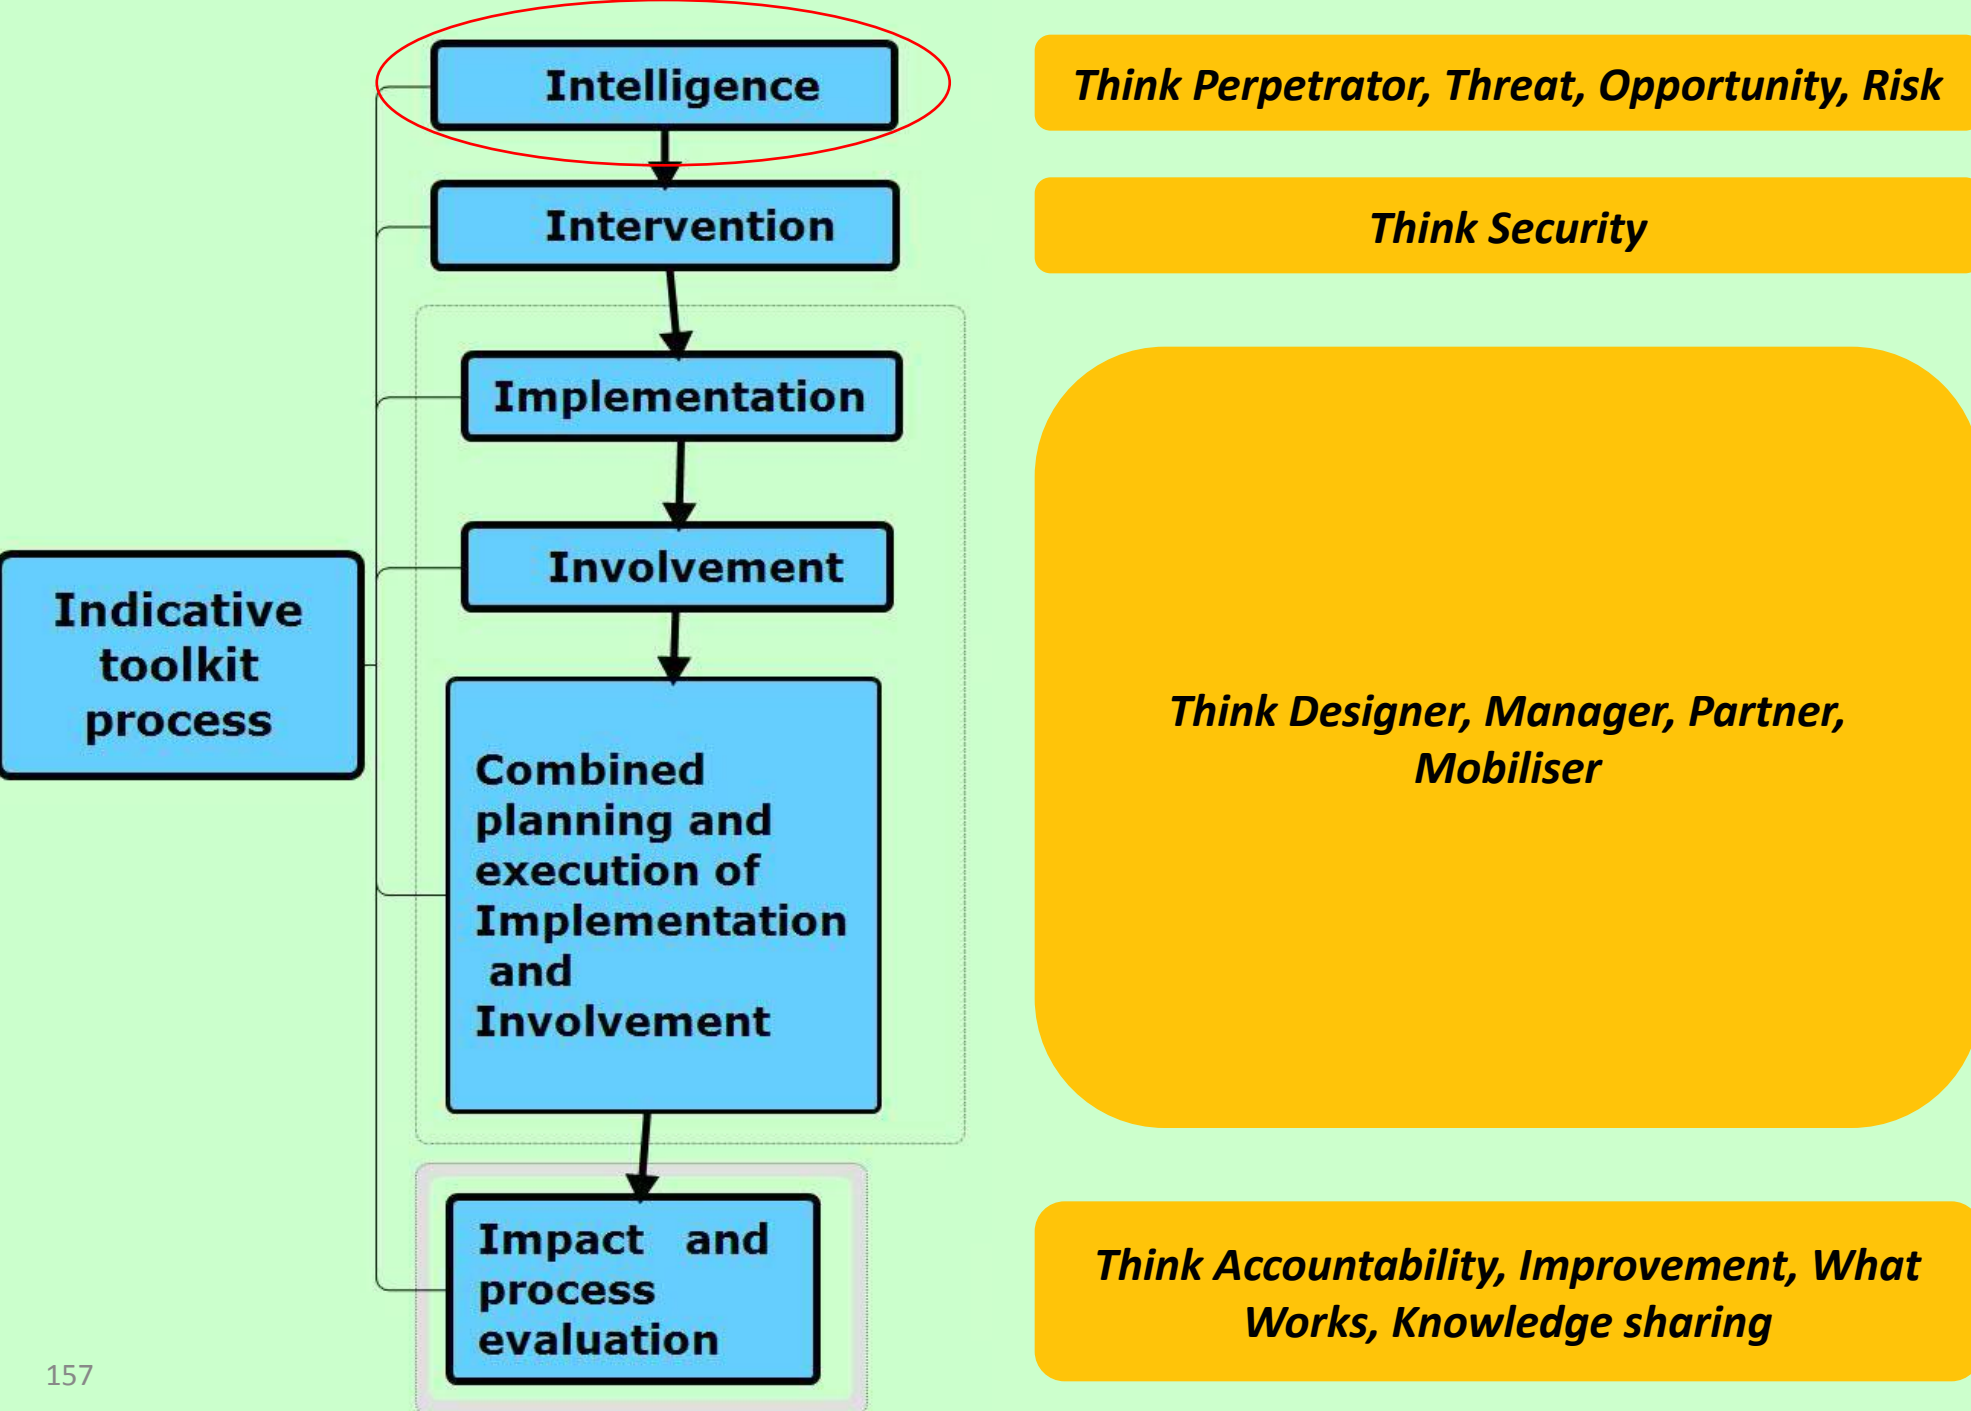 Intelligence
Think Perpetrator, Threat, Opportunity, Risk
Intervention
Think Security
Implementation
Involvement
Indicative
toolkit
process
Combined
planning and
execution of
Implementation
and
Involvement
Think Designer, Manager, Partner,
Mobiliser
Impact and
process
evaluation
Think Accountability, Improvement, What
Works, Knowledge sharing
157